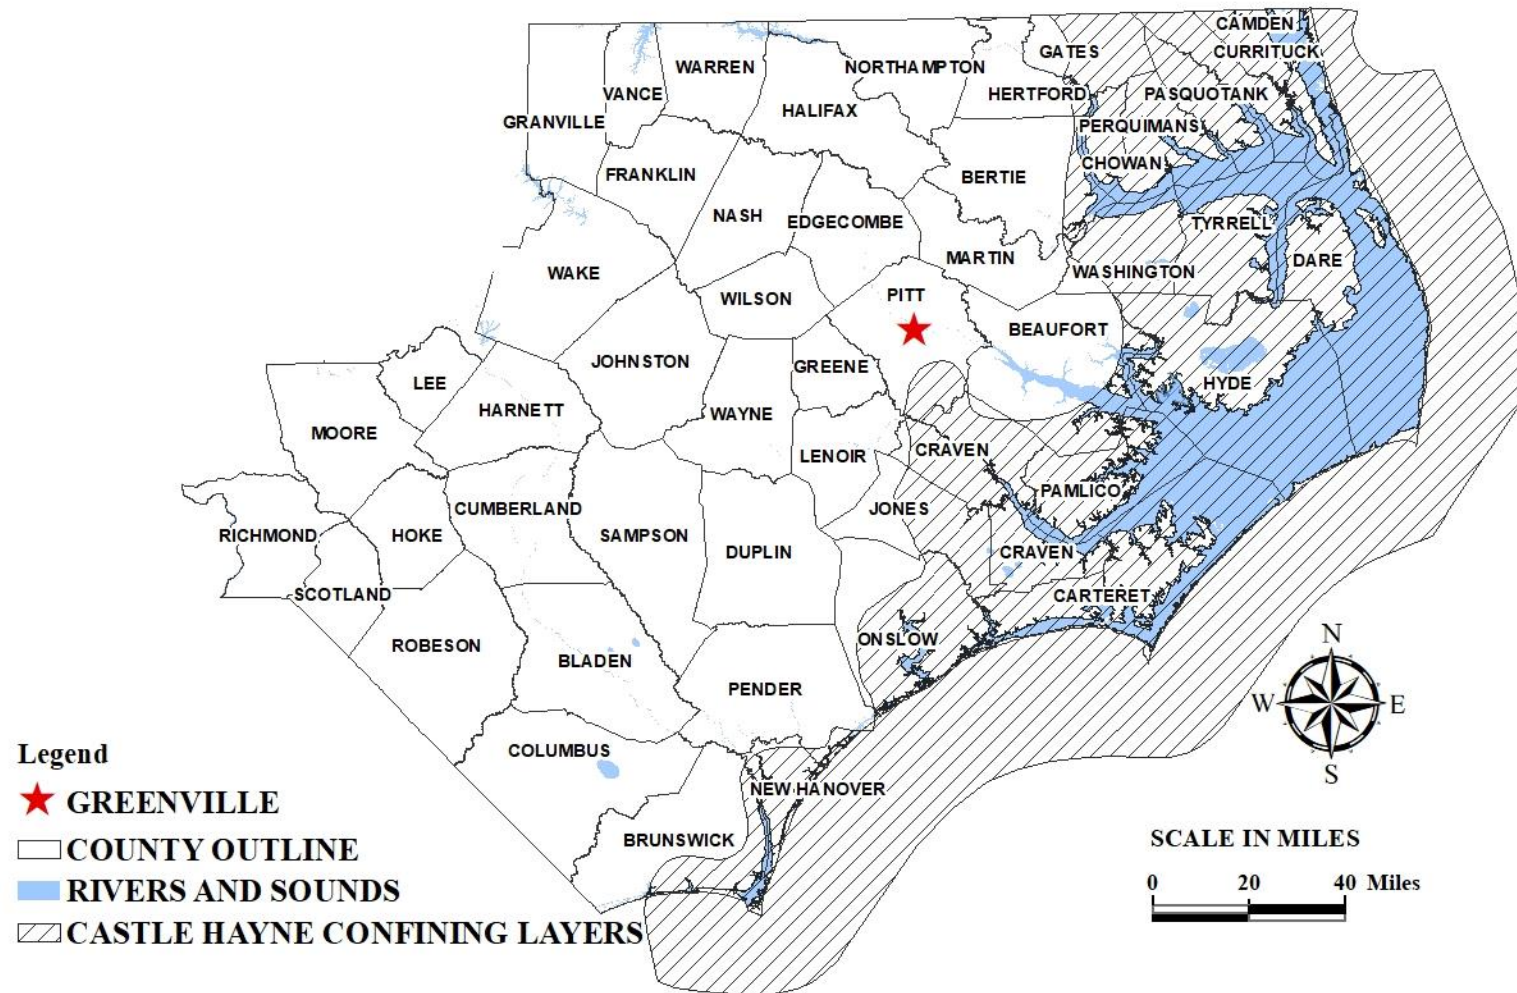 CAMDEN
GATES
CURRITUCK
WARREN
NORTHAMPTON
VANCE
HERTFORD
PASQUOTANK
HALIFAX
GRANVILLE
PERQUIMANS
CHOWAN
FRANKLIN
BERTIE
NASH
EDGECOMBE
TYRRELL
MARTIN
DARE
WAKE
WASHINGTON
WILSON
PITT
BEAUFORT
JOHNSTON
GREENE
LEE
HYDE
HARNETT
WAYNE
MOORE
LENOIR
CRAVEN
PAMLICO
CUMBERLAND
JONES
RICHMOND
HOKE
SAMPSON
DUPLIN
CRAVEN
SCOTLAND
CARTERET
ONSLOW
ROBESON
BLADEN
PENDER
COLUMBUS
NEW HANOVER
BRUNSWICK
N
W E
S
Legend
GREENVILLE
COUNTY OUTLINE
RIVERS AND SOUNDS
CASTLE HAYNE CONFINING LAYERS
SCALE IN MILES
0 20 40 Miles